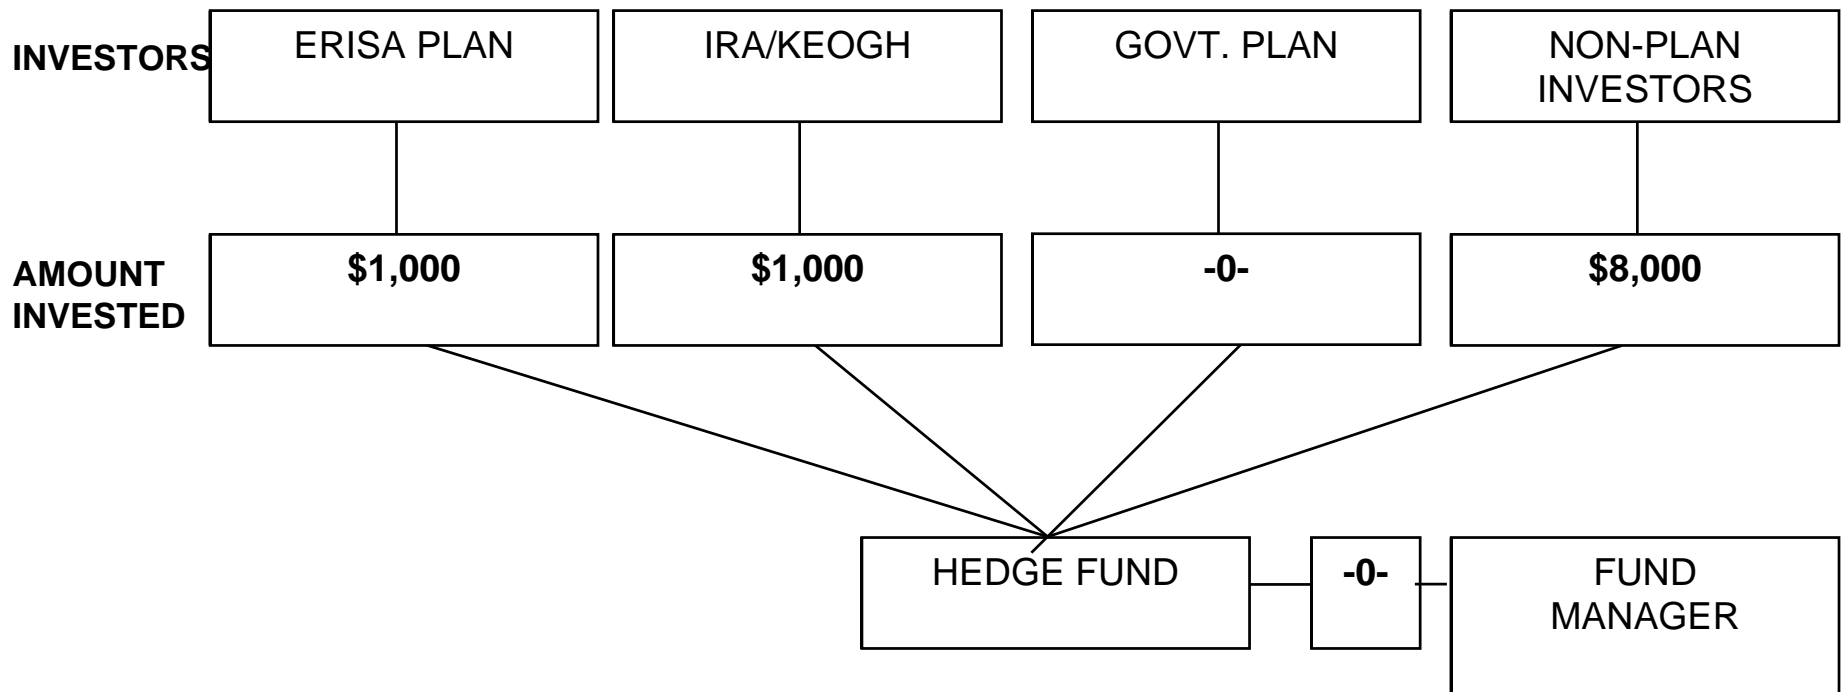 INVESTORS
ERISA PLAN
IRA/KEOGH
GOVT. PLAN
NON-PLAN
INVESTORS
AMOUNT
INVESTED
$1,000
$1,000
-0-
$8,000
HEDGE FUND
-0-
FUND
MANAGER